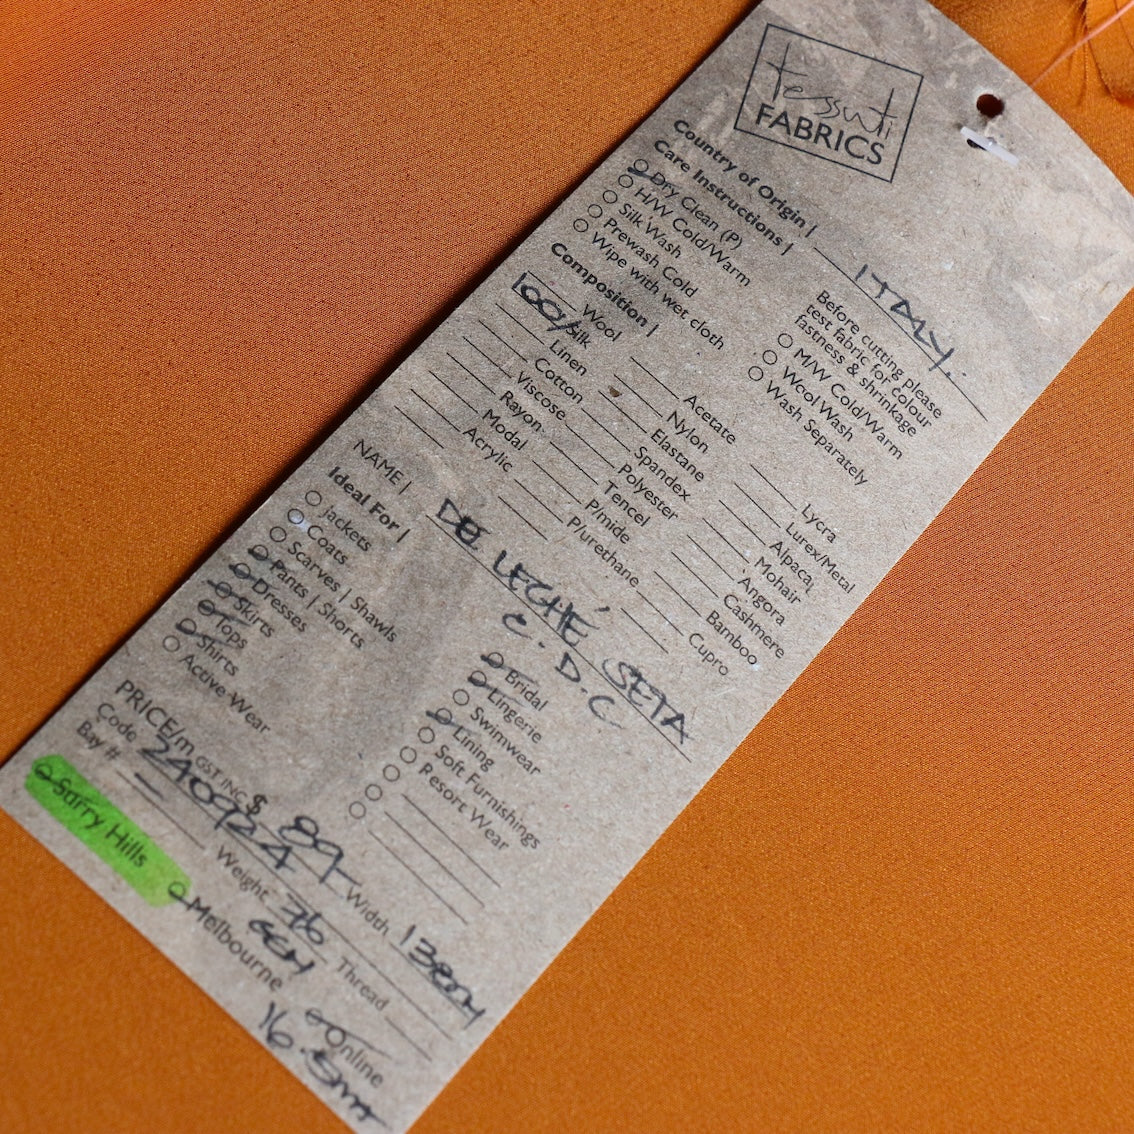 tessuti
FABRICS
Country of Origin | ITALY.
Care Instructions |
Dry Clean (P)
H/W Cold/Warm
Silk Wash
Prewash Cold
Wipe with wet cloth
Before cutting please
test fabric for colour
fastness & shrinkage
M/W Cold/Warm
Wool Wash
Wash Separately
Composition |
Wool
100% Silk
Linen
Cotton
Viscose
Rayon
Modal
Acrylic
Acetate
Nylon
Elastane
Spandex
Polyester
Tencel
P/mide
P/urethane
Lycra
Lurex/Metal
Alpaca
Mohair
Angora
Cashmere
Bamboo
Cupro
NAME | DE LECHÉ SETA
C.D.C
Ideal For |
Jackets
Coats
Scarves | Shawls
Pants | Shorts
Dresses
Skirts
Tops
Shirts
Active Wear
Bridal
Lingerie
Swimwear
Lining
Soft Furnishings
Resort Wear
PRICE/m GST INC $ 89 Width 138cm
Code 240924 Weight 76 Thread
Bay # GSM
Surry Hills Melbourne Online
16.5m